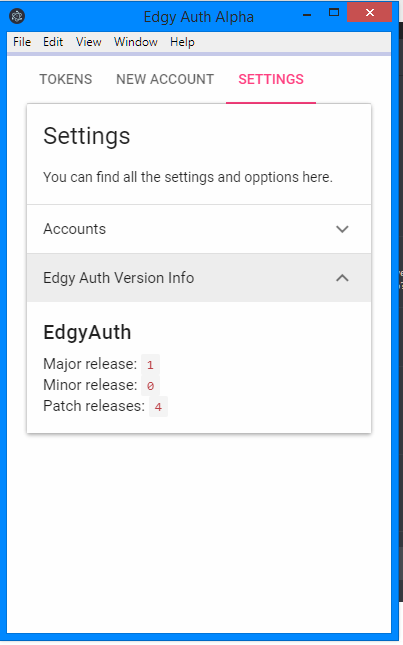 Edgy Auth Alpha
File Edit View Window Help
TOKENS NEW ACCOUNT SETTINGS
Settings
You can find all the settings and opptions here.
Accounts
Edgy Auth Version Info
EdgyAuth
Major release: 1
Minor release: 0
Patch releases: 4